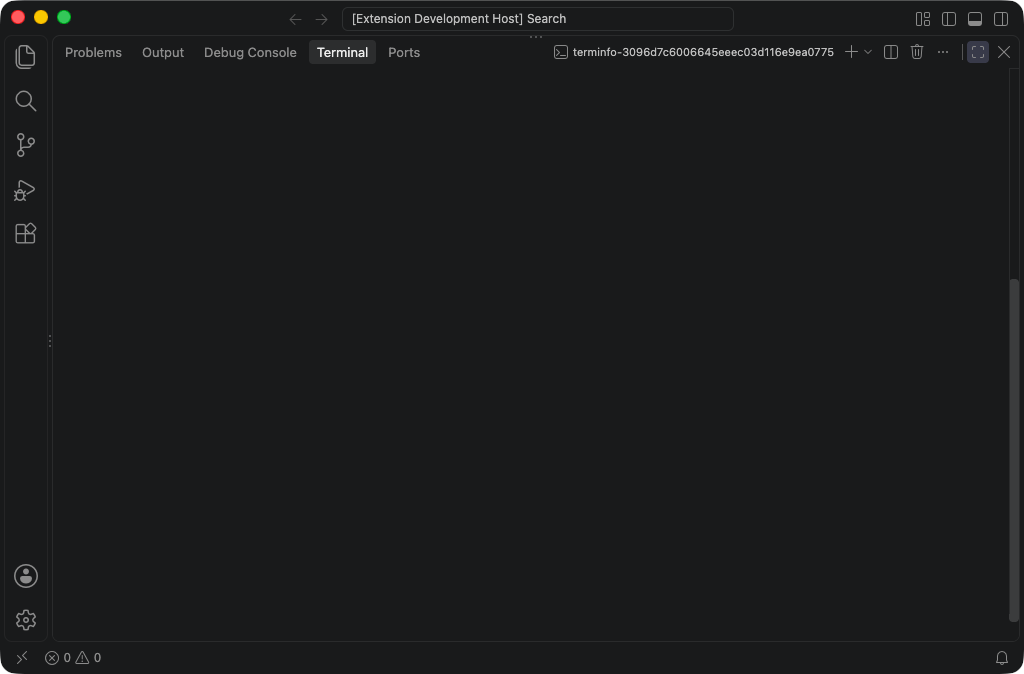 [Extension Development Host] Search
Problems Output Debug Console Terminal Ports terminfo-3096d7c6006645eeec03d116e9ea0775
0 0